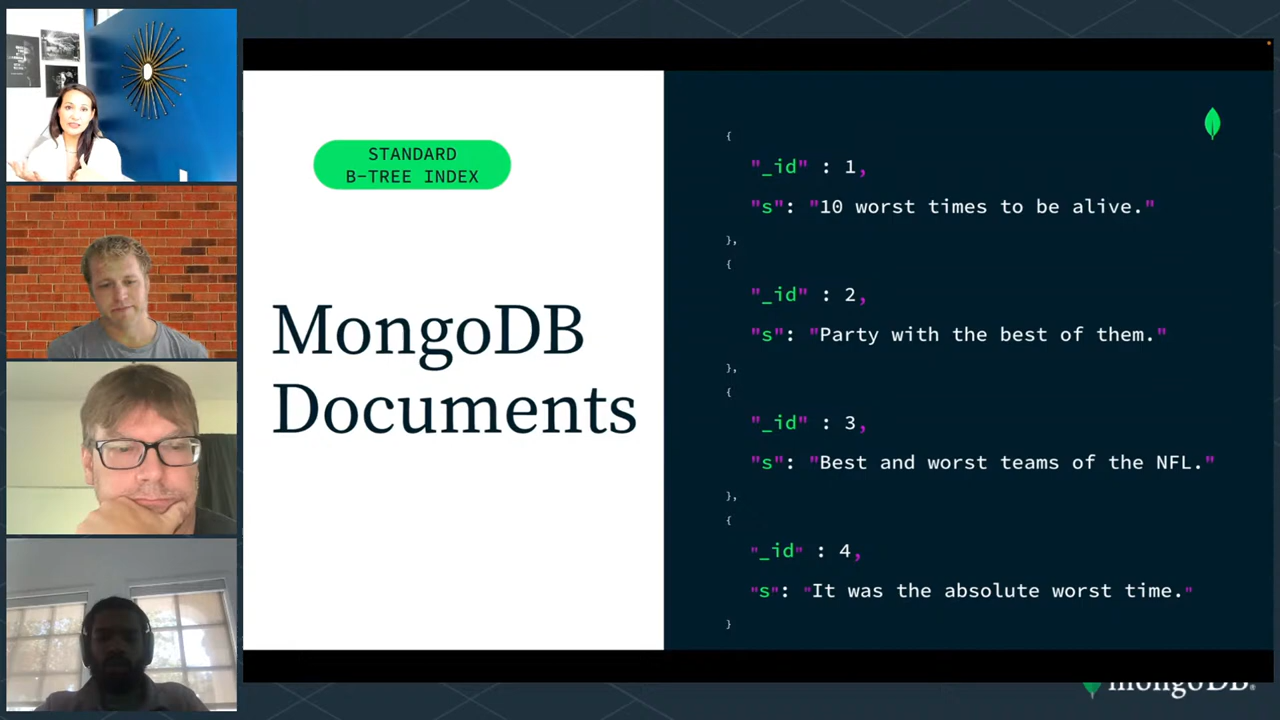 STANDARD
B-TREE INDEX
MongoDB
Documents
{
"_id" : 1,
"s": "10 worst times to be alive."
},
{
"_id" : 2,
"s": "Party with the best of them."
},
{
"_id" : 3,
"s": "Best and worst teams of the NFL."
},
{
"_id" : 4,
"s": "It was the absolute worst time."
}
mongoDB®